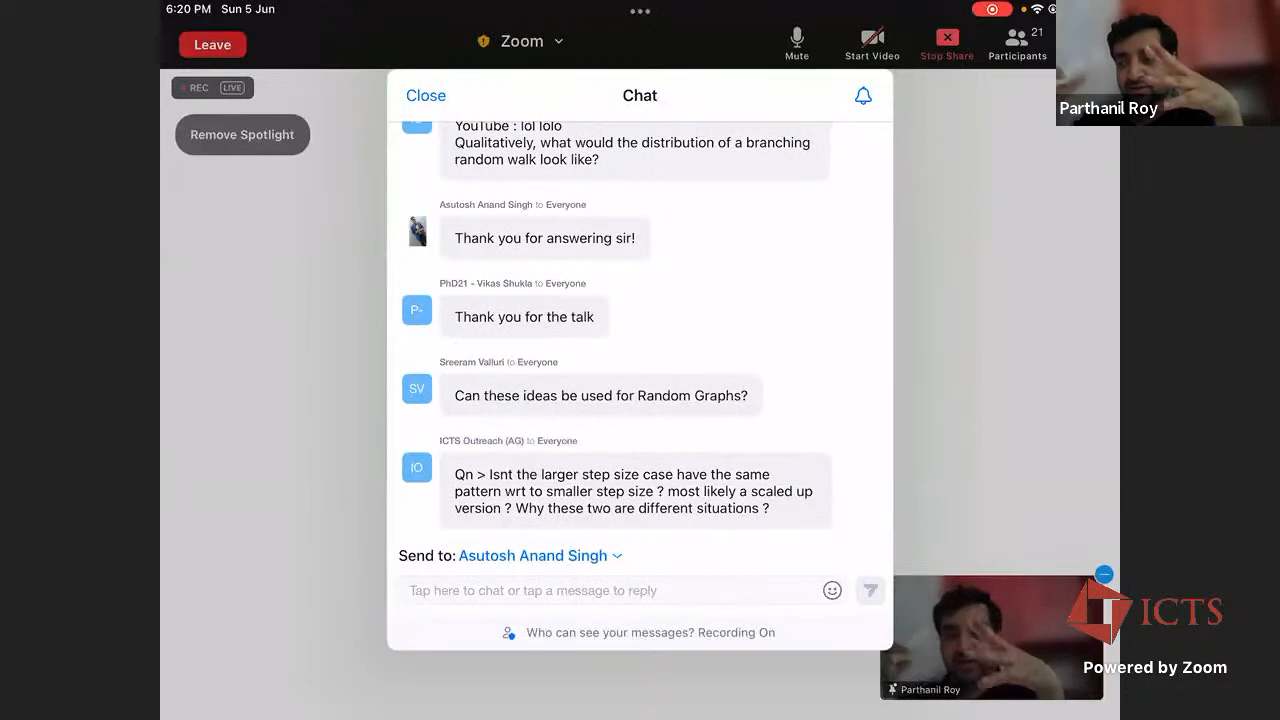 6:20 PM Sun 5 Jun
Leave
Zoom
Mute
Start Video
Stop Share
21
Participants
REC LIVE
Remove Spotlight
Parthanil Roy
Close
Chat
YouTube : lol lolo
Qualitatively, what would the distribution of a branching
random walk look like?
Asutosh Anand Singh to Everyone
Thank you for answering sir!
PhD21 - Vikas Shukla to Everyone
P-
Thank you for the talk
Sreeram Valluri to Everyone
SV
Can these ideas be used for Random Graphs?
ICTS Outreach (AG) to Everyone
IO
Qn > Isnt the larger step size case have the same
pattern wrt to smaller step size ? most likely a scaled up
version ? Why these two are different situations ?
Send to: Asutosh Anand Singh
Tap here to chat or tap a message to reply
Who can see your messages? Recording On
ICTS
Powered by Zoom
Parthanil Roy